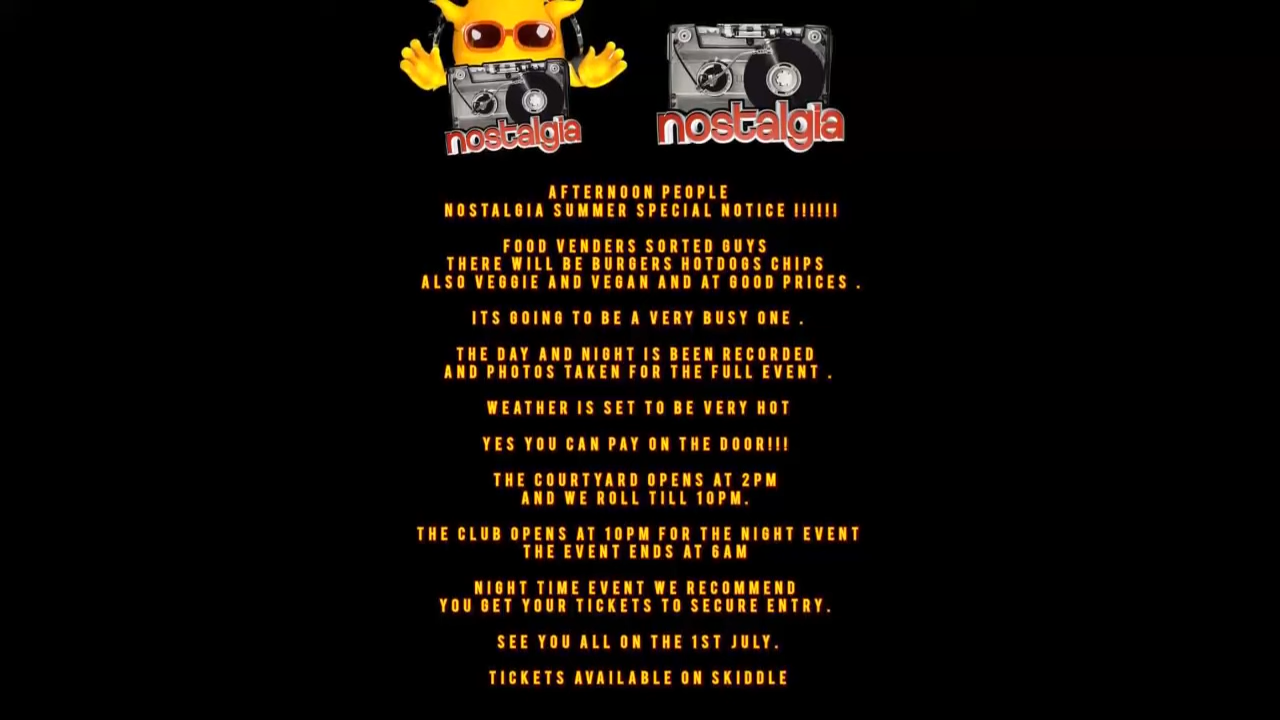 nostalgia
nostalgia
AFTERNOON PEOPLE
NOSTALGIA SUMMER SPECIAL NOTICE !!!!!!
FOOD VENDERS SORTED GUYS
THERE WILL BE BURGERS HOTDOGS CHIPS
ALSO VEGGIE AND VEGAN AND AT GOOD PRICES .
ITS GOING TO BE A VERY BUSY ONE .
THE DAY AND NIGHT IS BEEN RECORDED
AND PHOTOS TAKEN FOR THE FULL EVENT .
WEATHER IS SET TO BE VERY HOT
YES YOU CAN PAY ON THE DOOR!!!
THE COURTYARD OPENS AT 2PM
AND WE ROLL TILL 10PM.
THE CLUB OPENS AT 10PM FOR THE NIGHT EVENT
THE EVENT ENDS AT 6AM
NIGHT TIME EVENT WE RECOMMEND
YOU GET YOUR TICKETS TO SECURE ENTRY.
SEE YOU ALL ON THE 1ST JULY.
TICKETS AVAILABLE ON SKIDDLE